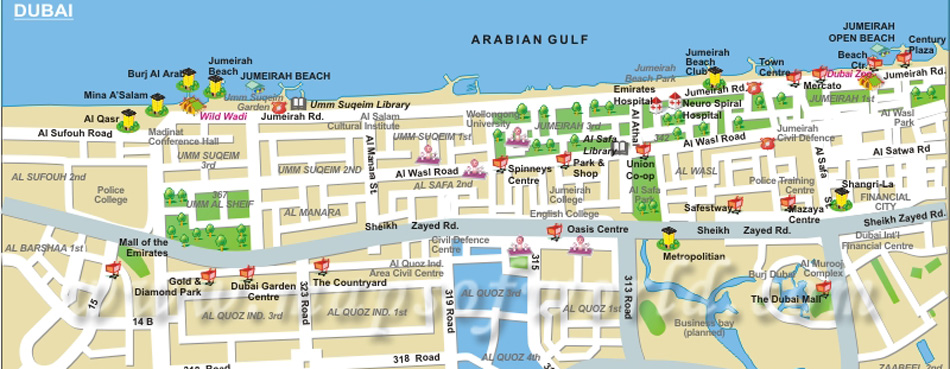 DUBAI
ARABIAN GULF
JUMEIRAH
OPEN BEACH
Century
Plaza
Beach
Ctr.
Burj Al Arab
Jumeirah
Beach
JUMEIRAH BEACH
Jumeirah
Beach
Club
Town
Centre
Dubai Zoo
Mercato
Jumeirah Rd.
Jumeirah
Beach Park
Mina A'Salam
Umm Suqeim
Garden
Umm Suqeim Library
Emirates
Hospital
Jumeirah Rd.
JUMEIRAH 1st
Al Qasr
Wild Wadi
Jumeirah Rd.
Al Salam
Cultural Institute
Wollongong
University
JUMEIRAH 3rd
Neuro Spiral
Hospital
Al Wasl
Park
Al Sufouh Road
Madinat
Conference Hall
UMM SUQEIM 1st
Al Athar
342
Al Wasl Road
Jumeirah
Civil Defence
UMM SUQEIM
3rd
UMM SUQEIM 2nd
Al Manara St.
Al Wasl Road
Al Safa
Library
Al Satwa Rd
AL SUFOUH 2nd
Spinneys
Centre
Park &
Shop
Union
Co-op
AL WASL
Al Safa
St.
Police
College
367
UMM AL SHEIF
AL SAFA 2nd
Jumeirah
College
Al Safa
Park
Police Training
Centre
Shangri-La
FINANCIAL
CITY
AL MANARA
English College
Safestway
Mazaya
Centre
Sheikh Zayed Rd.
Sheikh Zayed Rd.
Oasis Centre
Sheikh Zayed Rd.
AL BARSHAA 1st
Mall of the
Emirates
Civil Defence
Centre
Dubai Int'l
Financial Centre
Metropolitian
315
Al Quoz Ind.
Area Civil Centre
Al Murooj
Complex
Burj Dubai
Gold &
Diamond Park
Dubai Garden
Centre
The Countryard
313 Road
The Dubai Mall
15
323 Road
319 Road
AL QUOZ 3rd
14 B
AL QUOZ IND. 3rd
AL QUOZ IND. 1st
AL QUOZ 1st
Business bay
(planned)
www.mapsofworld.com
318 Road
318 Road
AL QUOZ 4th
ZAABEEL 2nd